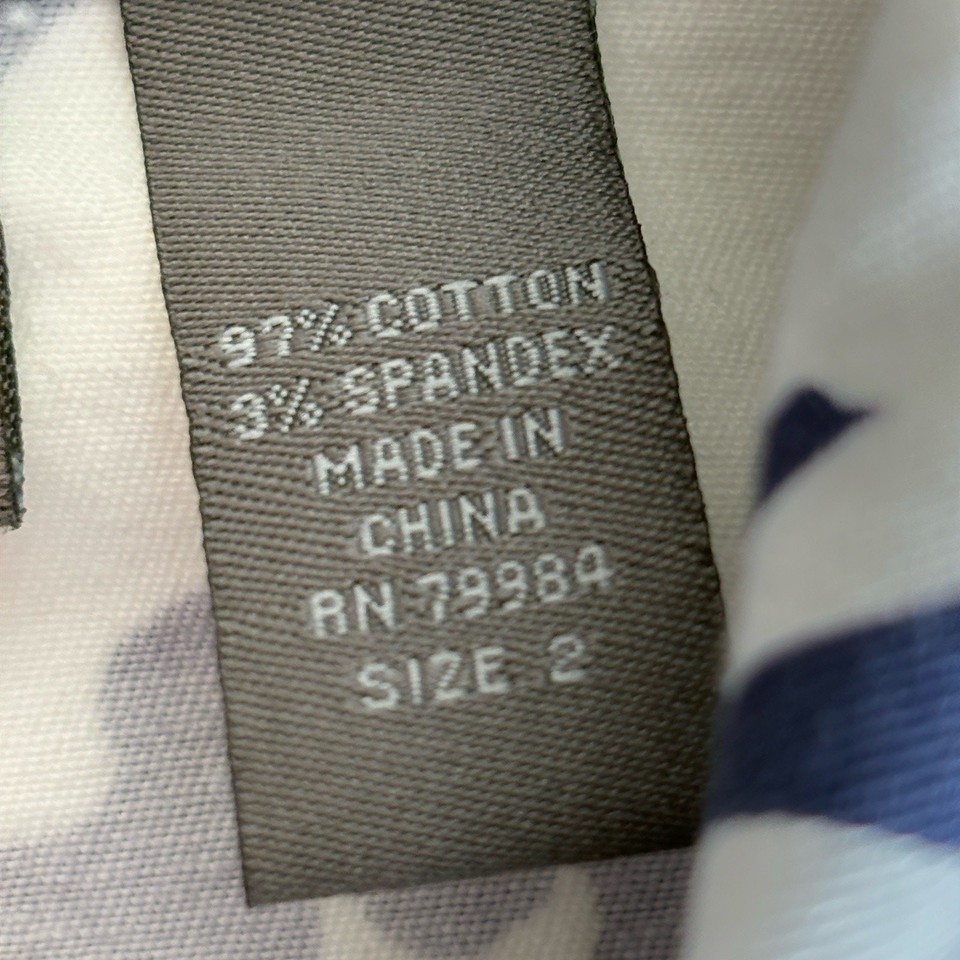 97% COTTON
3% SPANDEX
MADE IN
CHINA
RN 79984
SIZE 2